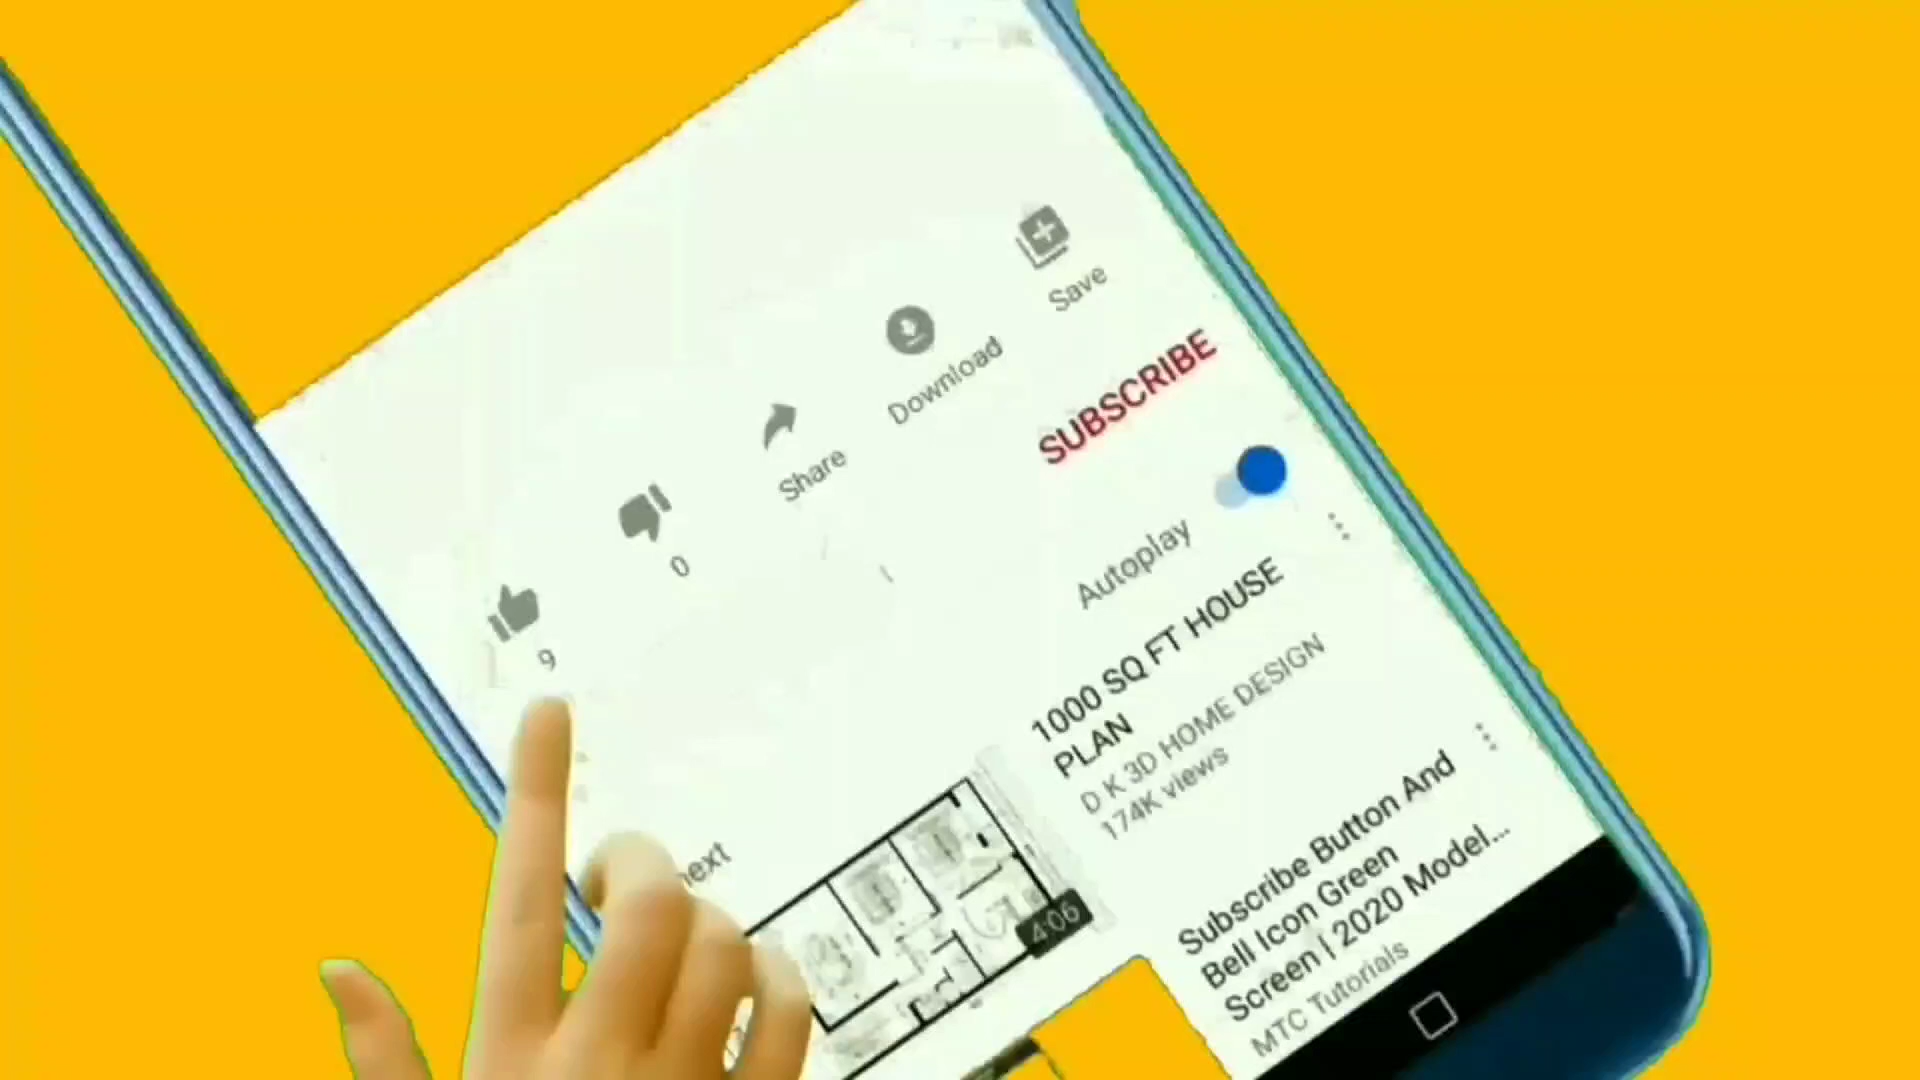 9
0
Share
Download
Save
SUBSCRIBE
Autoplay
next
4:06
1000 SQ FT HOUSE
PLAN
D K 3D HOME DESIGN
174K views
Subscribe Button And
Bell Icon Green
Screen | 2020 Model...
MTC Tutorials